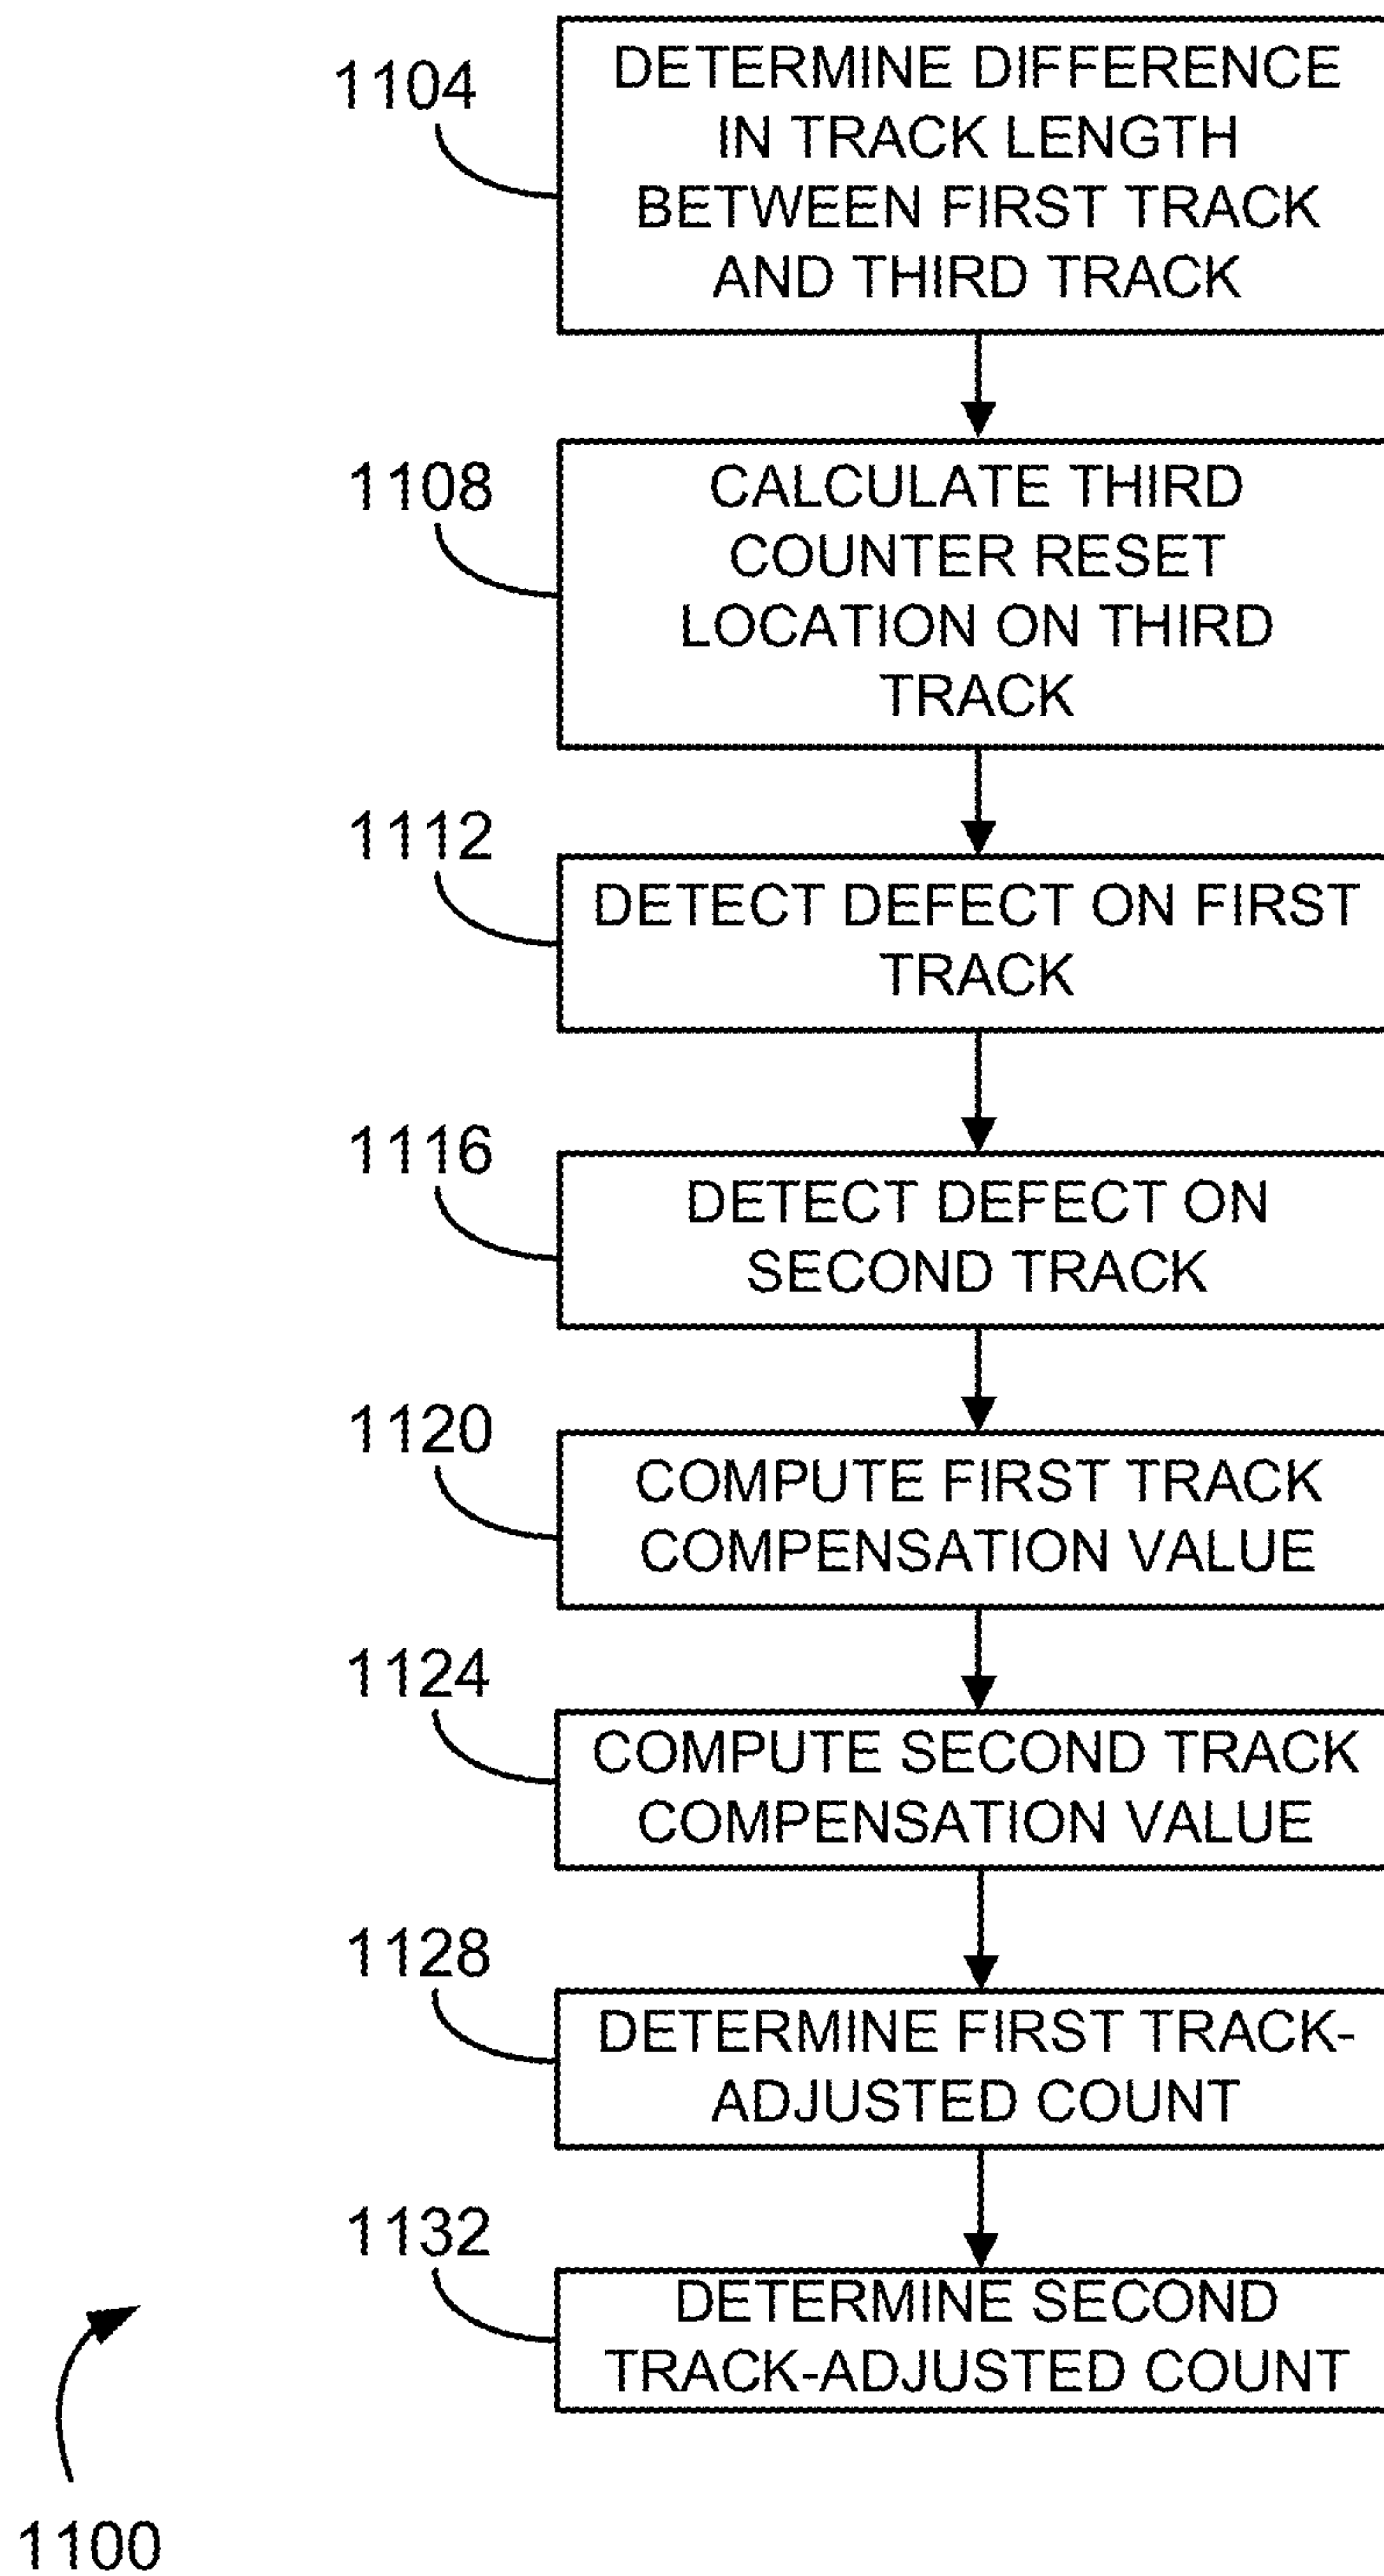 1104
DETERMINE DIFFERENCE
IN TRACK LENGTH
BETWEEN FIRST TRACK
AND THIRD TRACK
1108
CALCULATE THIRD
COUNTER RESET
LOCATION ON THIRD
TRACK
1112
DETECT DEFECT ON FIRST
TRACK
1116
DETECT DEFECT ON
SECOND TRACK
1120
COMPUTE FIRST TRACK
COMPENSATION VALUE
1124
COMPUTE SECOND TRACK
COMPENSATION VALUE
1128
DETERMINE FIRST TRACK-
ADJUSTED COUNT
1132
DETERMINE SECOND
TRACK-ADJUSTED COUNT
1100